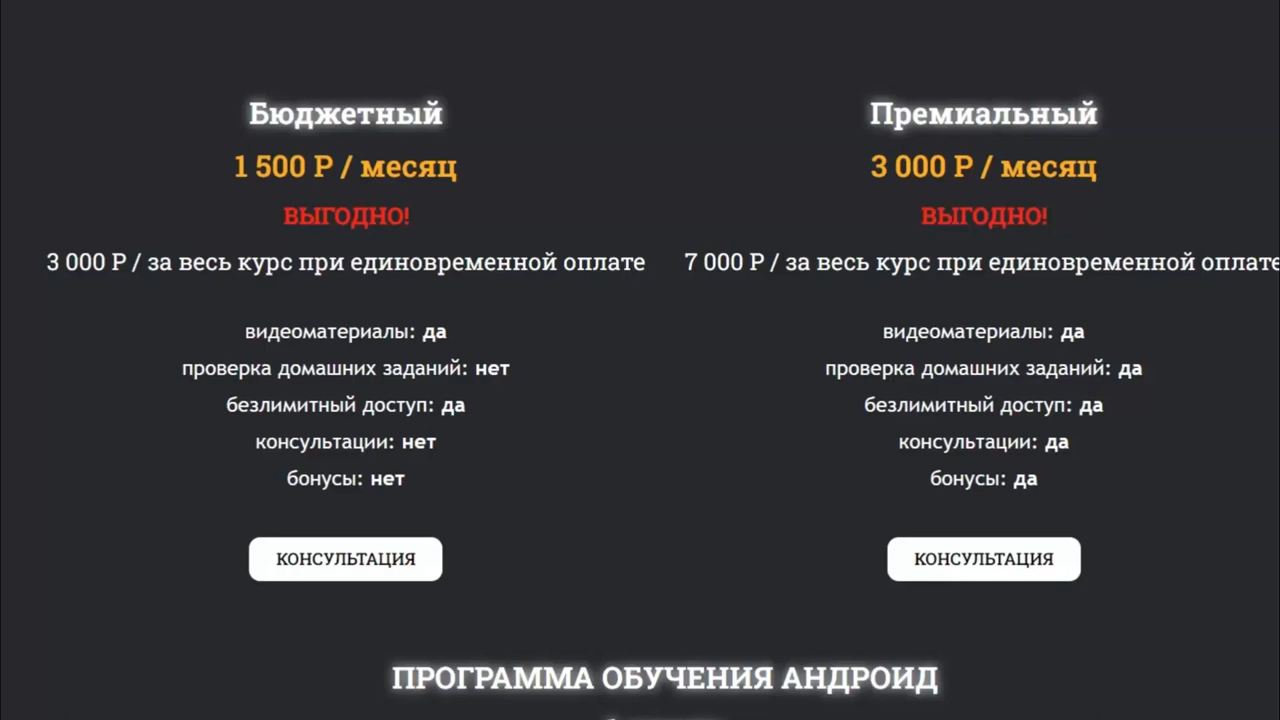 Бюджетный
1 500 Р / месяц
ВЫГОДНО!
3 000 Р / за весь курс при единовременной оплате
видеоматериалы: да
проверка домашних заданий: нет
безлимитный доступ: да
консультации: нет
бонусы: нет
КОНСУЛЬТАЦИЯ
Премиальный
3 000 Р / месяц
ВЫГОДНО!
7 000 Р / за весь курс при единовременной оплате
видеоматериалы: да
проверка домашних заданий: да
безлимитный доступ: да
консультации: да
бонусы: да
КОНСУЛЬТАЦИЯ
ПРОГРАММА ОБУЧЕНИЯ АНДРОИД